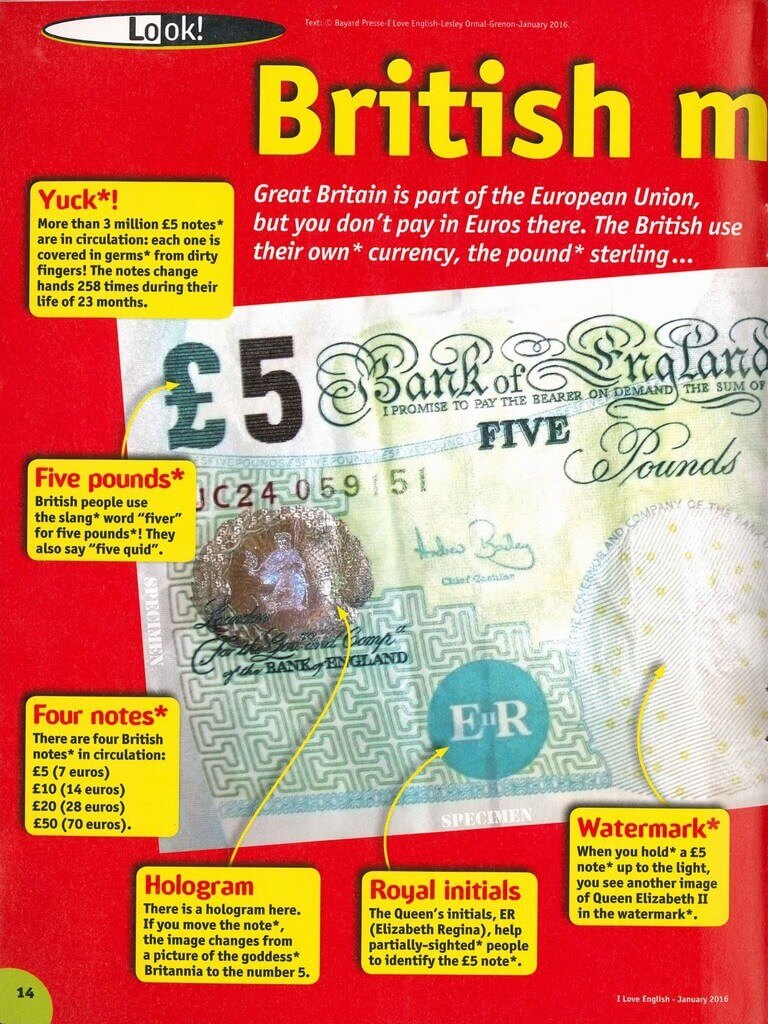 Look!
Text: © Bayard Presse-I Love English-Lesley Ormal-Grenon-January 2016.
British m
Great Britain is part of the European Union,
but you don't pay in Euros there. The British use
their own* currency, the pound* sterling...
Yuck*!
More than 3 million £5 notes*
are in circulation: each one is
covered in germs* from dirty
fingers! The notes change
hands 258 times during their
life of 23 months.
£5
Bank of England
I PROMISE TO PAY THE BEARER ON DEMAND THE SUM OF
FIVE
Pounds
Five pounds*
British people use
the slang* word "fiver"
for five pounds*! They
also say "five quid".
JC24 059 151
Andrew Bailey
Chief Cashier
London
For the Govr. and Compa.
of the BANK of ENGLAND
SPECIMEN
E II R
SPECIMEN
Four notes*
There are four British
notes* in circulation:
£5 (7 euros)
£10 (14 euros)
£20 (28 euros)
£50 (70 euros).
Hologram
There is a hologram here.
If you move the note*,
the image changes from
a picture of the goddess*
Britannia to the number 5.
Royal initials
The Queen's initials, ER
(Elizabeth Regina), help
partially-sighted* people
to identify the £5 note*.
Watermark*
When you hold* a £5
note* up to the light,
you see another image
of Queen Elizabeth II
in the watermark*.
14
I Love English - January 2016